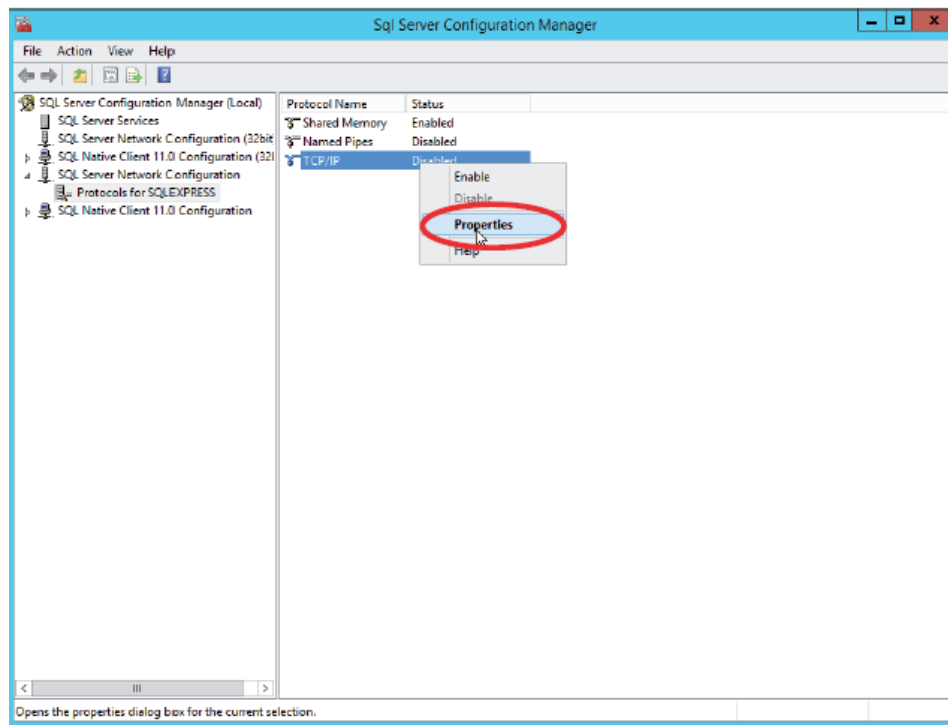 Sql Server Configuration Manager
File Action View Help
SQL Server Configuration Manager (Local)
SQL Server Services
SQL Server Network Configuration (32bit
SQL Native Client 11.0 Configuration (32l
SQL Server Network Configuration
Protocols for SQLEXPRESS
SQL Native Client 11.0 Configuration
Protocol Name Status
Shared Memory Enabled
Named Pipes Disabled
TCP/IP Disabled
Enable
Disable
Properties
Help
Opens the properties dialog box for the current selection.